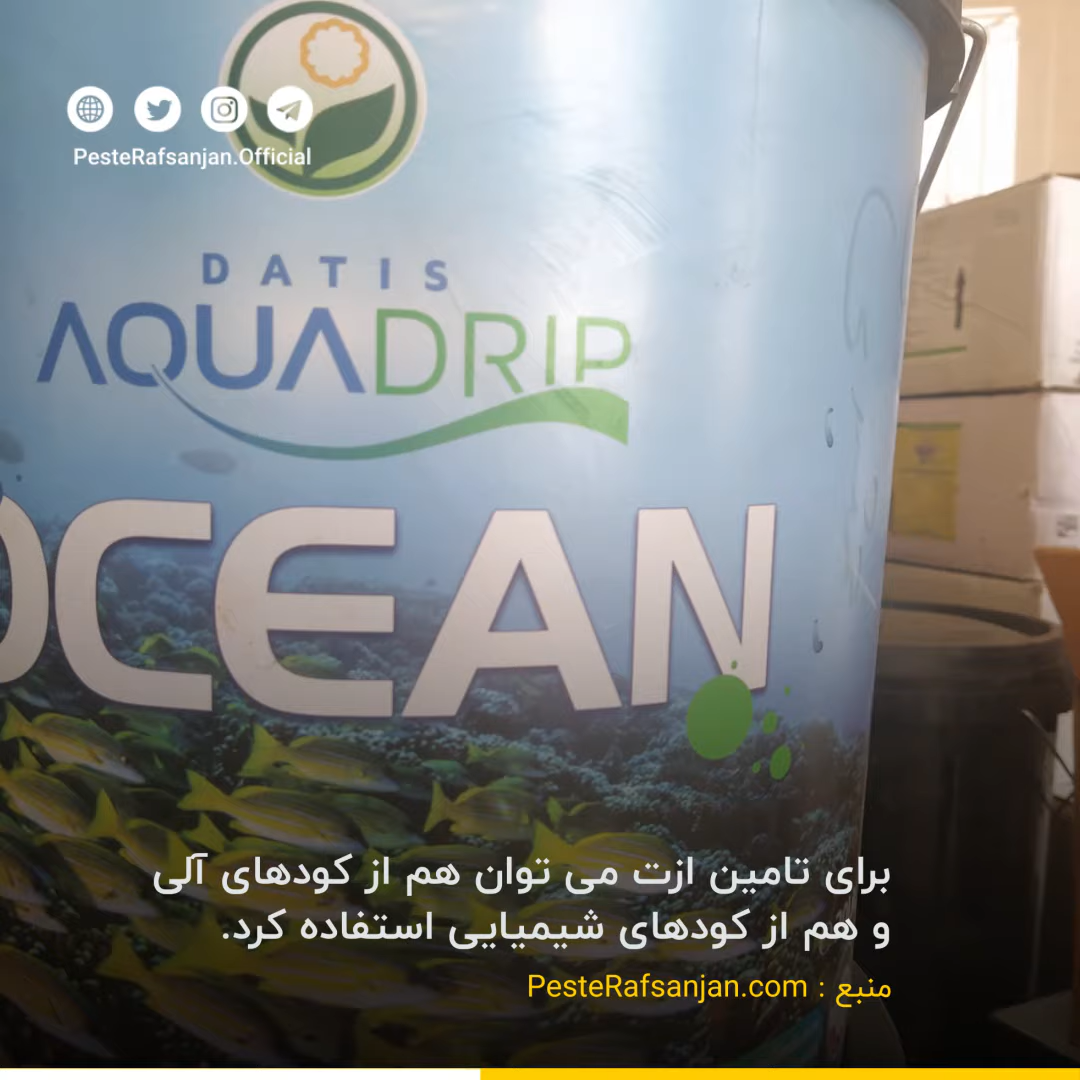 PesteRafsanjan.Official
DATIS
AQUADRIP
OCEAN
برای تامین ازت می توان هم از کودهای آلی
و هم از کودهای شیمیایی استفاده کرد.
منبع : PesteRafsanjan.com